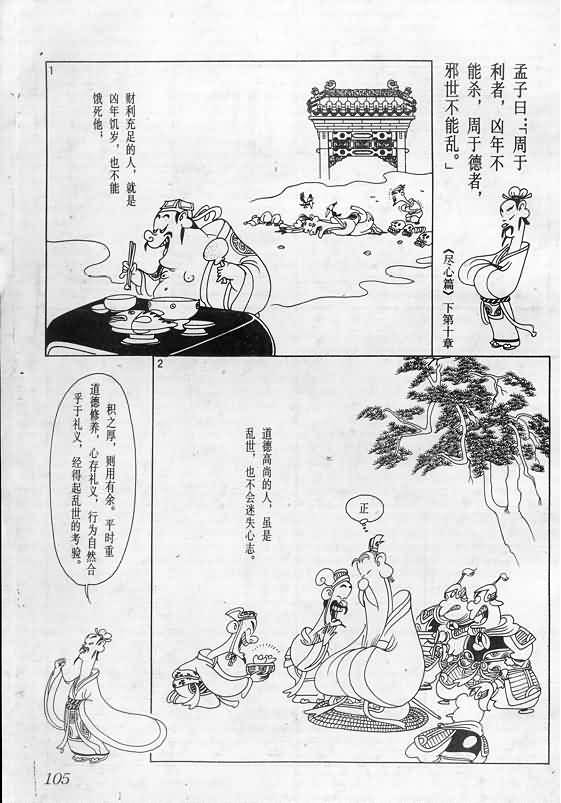 孟子曰：「周于
利者，凶年不
能杀，周于德者，
邪世不能乱。」
《尽心篇》下第十章
1
财利充足的人，就是
凶年饥岁，也不能
饿死他；
2
道德高尚的人，虽是
乱世，也不会迷失心志。
正
积之厚，则用有余。平时重
道德修养，心存礼义，行为自然合
乎于礼义，经得起乱世的考验。
105